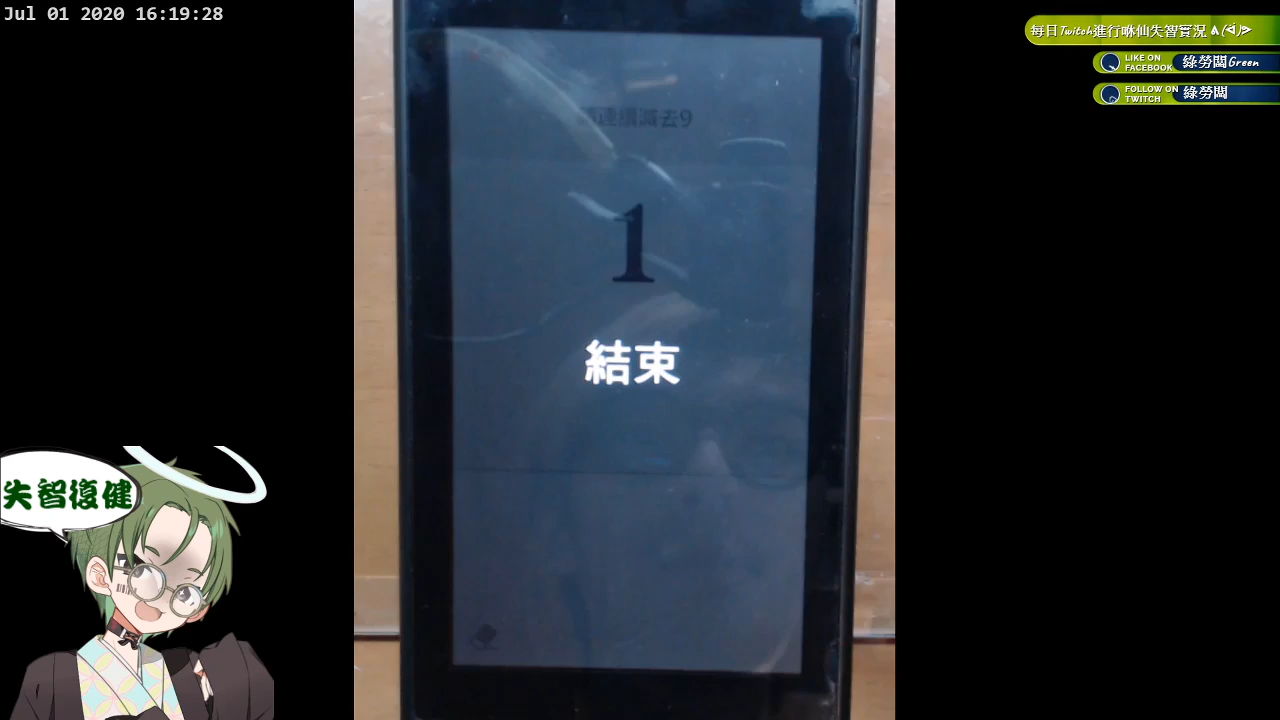 Jul 01 2020 16:19:28
每日Twitch進行咻仙失智實況
LIKE ON
FACEBOOK
綠勞闆Green
FOLLOW ON
TWITCH
綠勞闆
連續減去9
1
結束
失智復健